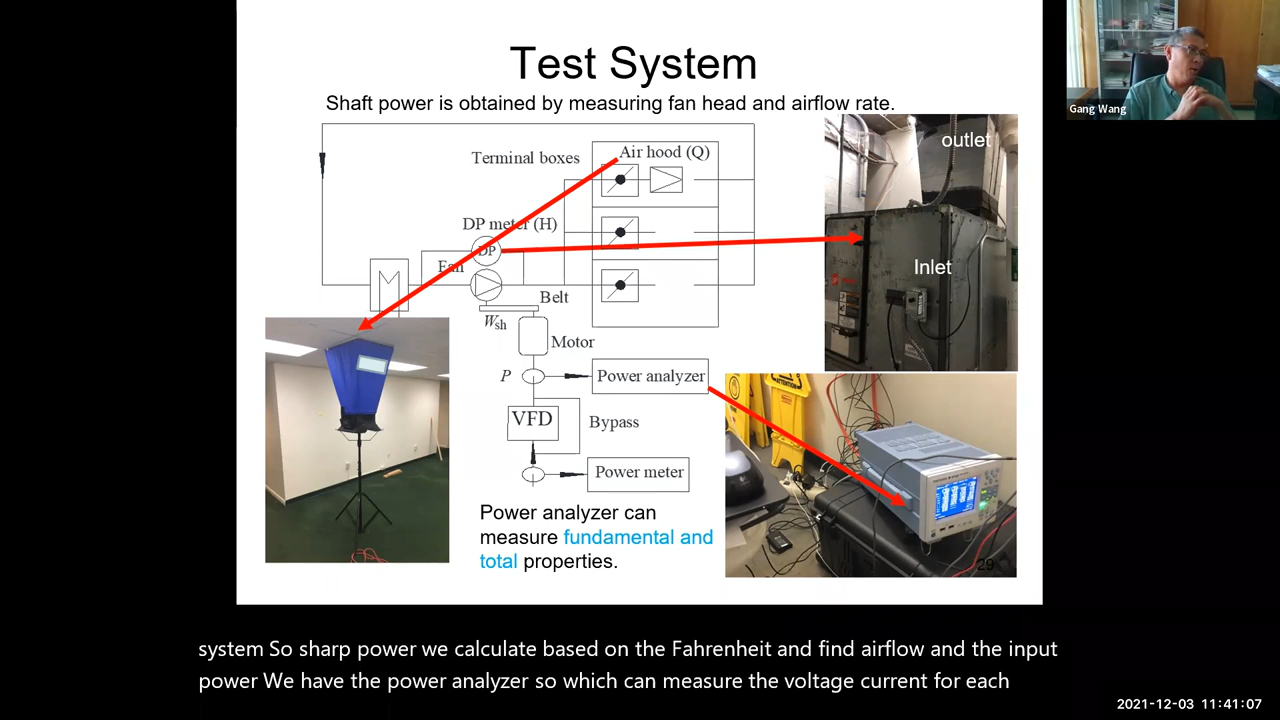 Test System
Shaft power is obtained by measuring fan head and airflow rate.
Gang Wang
Terminal boxes
Air hood (Q)
outlet
DP meter (H)
DP
Fan
Inlet
Belt
Wsh
Motor
P
Power analyzer
VFD
Bypass
Power meter
Power analyzer can
measure fundamental and
total properties.
29
system So sharp power we calculate based on the Fahrenheit and find airflow and the input
power We have the power analyzer so which can measure the voltage current for each
2021-12-03 11:41:07